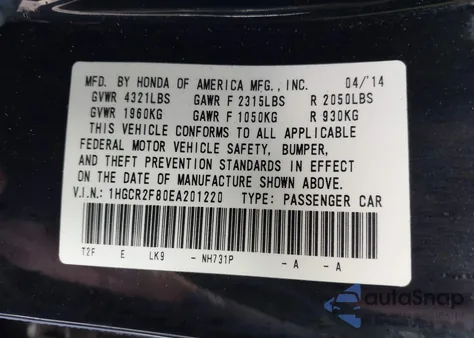 MFD. BY HONDA OF AMERICA MFG., INC. 04/14
GVWR 4321LBS GAWR F 2315LBS R 2050LBS
GVWR 1960KG GAWR F 1050KG R 930KG
THIS VEHICLE CONFORMS TO ALL APPLICABLE
FEDERAL MOTOR VEHICLE SAFETY, BUMPER,
AND THEFT PREVENTION STANDARDS IN EFFECT
ON THE DATE OF MANUFACTURE SHOWN ABOVE.
V.I.N.: 1HGCR2F80EA201220 TYPE: PASSENGER CAR
T2F E LK9 - NH731P - A - A
autaSnap